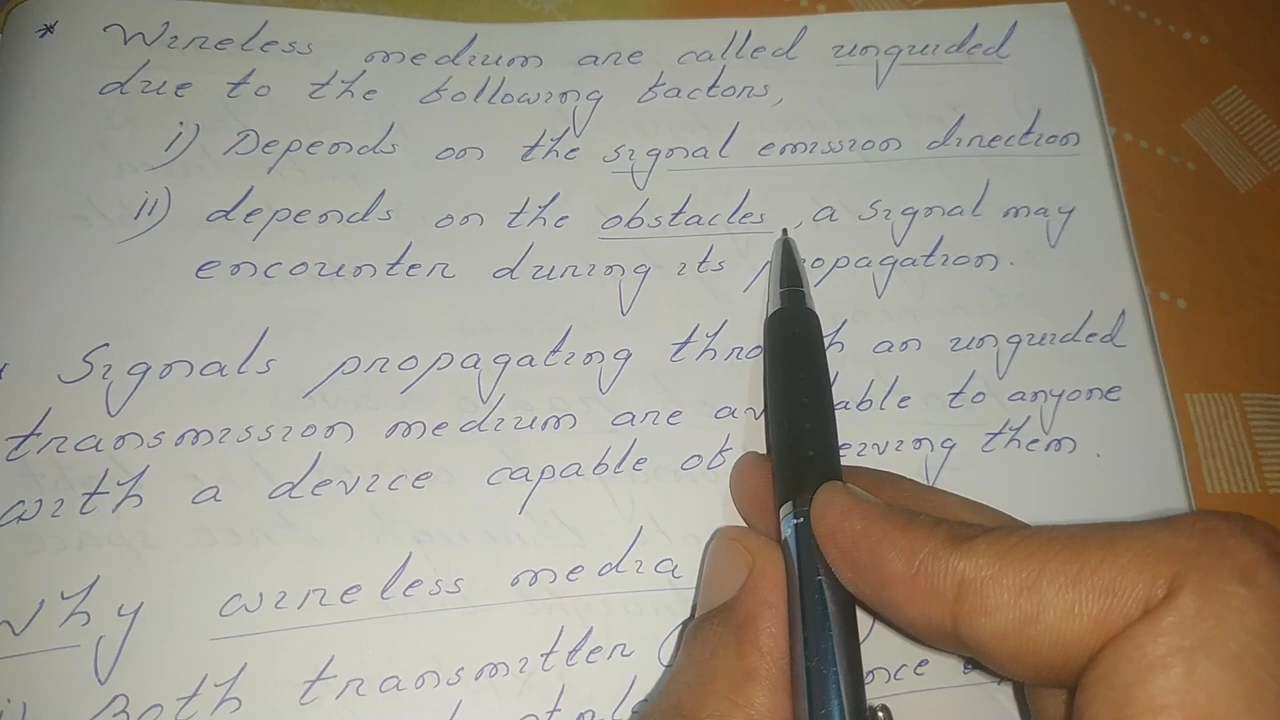 * Wireless medium are called unguided
due to the following factors,
i) Depends on the signal emission direction
ii) depends on the obstacles, a signal may
encounter during its propagation.
Signals propagating through an unguided
transmission medium are available to anyone
with a device capable of them.
Why wireless media
i) Both transmitter